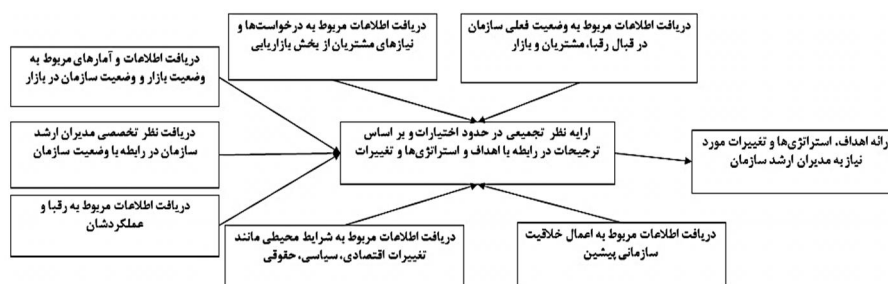 دریافت اطلاعات مربوط به درخواست‌ها و
نیازهای مشتریان از بخش بازاریابی
دریافت اطلاعات مربوط به وضعیت فعلی سازمان
در قبال رقبا، مشتریان و بازار
دریافت اطلاعات و آمارهای مربوط به
وضعیت بازار و وضعیت سازمان در بازار
دریافت نظر تخصصی مدیران ارشد
سازمان در رابطه با وضعیت سازمان
ارایه نظر تجمیعی در حدود اختیارات و بر اساس
ترجیحات در رابطه با اهداف و استراتژی‌ها و تغییرات
رائه اهداف، استراتژی‌ها و تغییرات مورد
نیاز به مدیران ارشد سازمان
دریافت اطلاعات مربوط به رقبا و
عملکردشان
دریافت اطلاعات مربوط به شرایط محیطی مانند
تغییرات اقتصادی، سیاسی، حقوقی
دریافت اطلاعات مربوط به اعمال خلاقیت
سازمانی پیشین